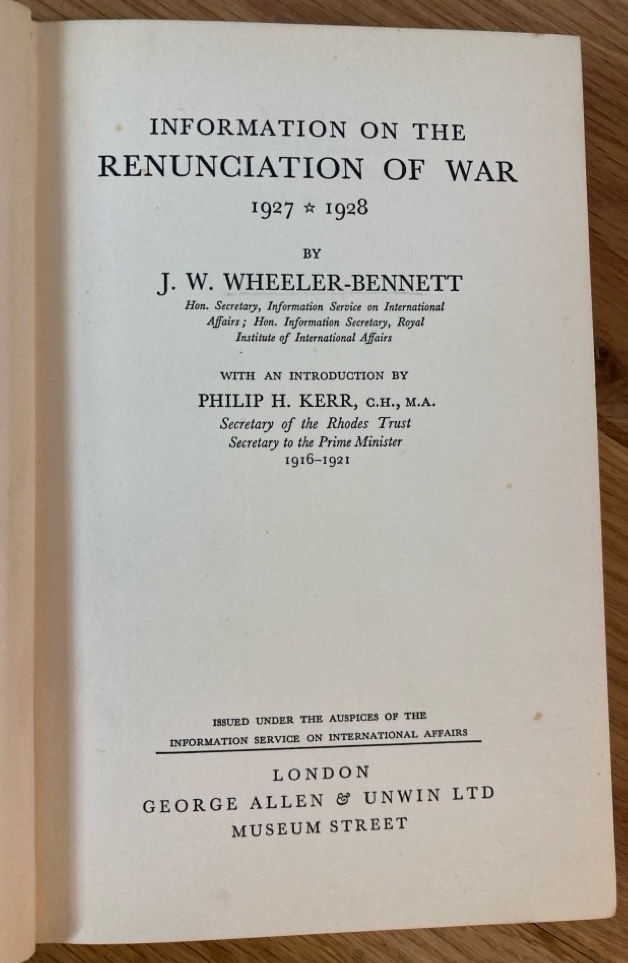 INFORMATION ON THE
RENUNCIATION OF WAR
1927 ☆ 1928
BY
J. W. WHEELER-BENNETT
Hon. Secretary, Information Service on International
Affairs; Hon. Information Secretary, Royal
Institute of International Affairs
WITH AN INTRODUCTION BY
PHILIP H. KERR, C.H., M.A.
Secretary of the Rhodes Trust
Secretary to the Prime Minister
1916–1921
ISSUED UNDER THE AUSPICES OF THE
INFORMATION SERVICE ON INTERNATIONAL AFFAIRS
LONDON
GEORGE ALLEN & UNWIN LTD
MUSEUM STREET